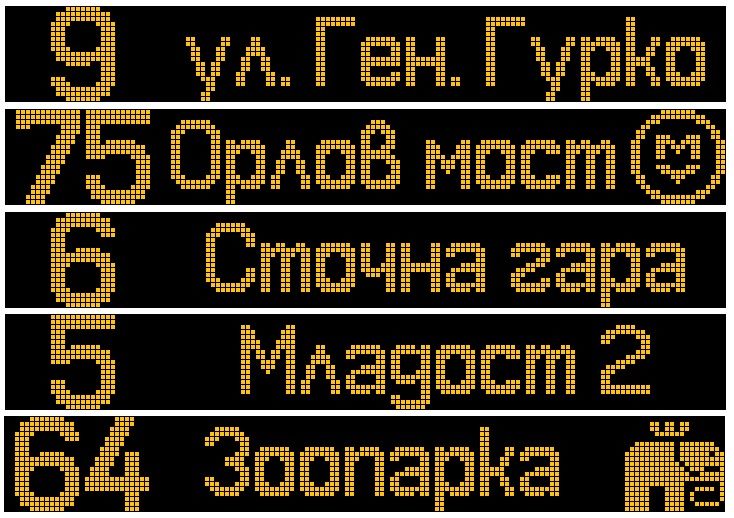 9 ул. Ген. Гурко
75 Орлов мост М
6 Сточна гара
5 Младост 2
64 Зоопарка